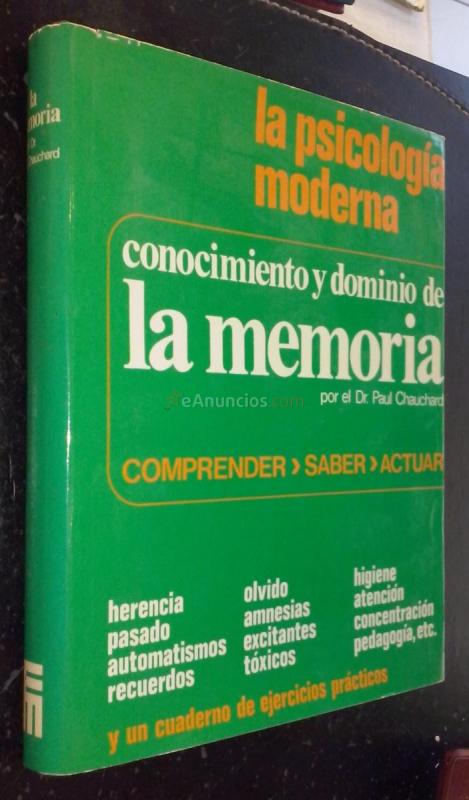 la psicología
moderna
conocimiento y dominio de
la memoria
por el Dr. Paul Chauchard
COMPRENDER › SABER › ACTUAR
herencia
pasado
automatismos
recuerdos
olvido
amnesias
excitantes
tóxicos
higiene
atención
concentración
pedagogía, etc.
y un cuaderno de ejercicios prácticos
la
moria
Dr.
Chauchard
eAnuncios.com